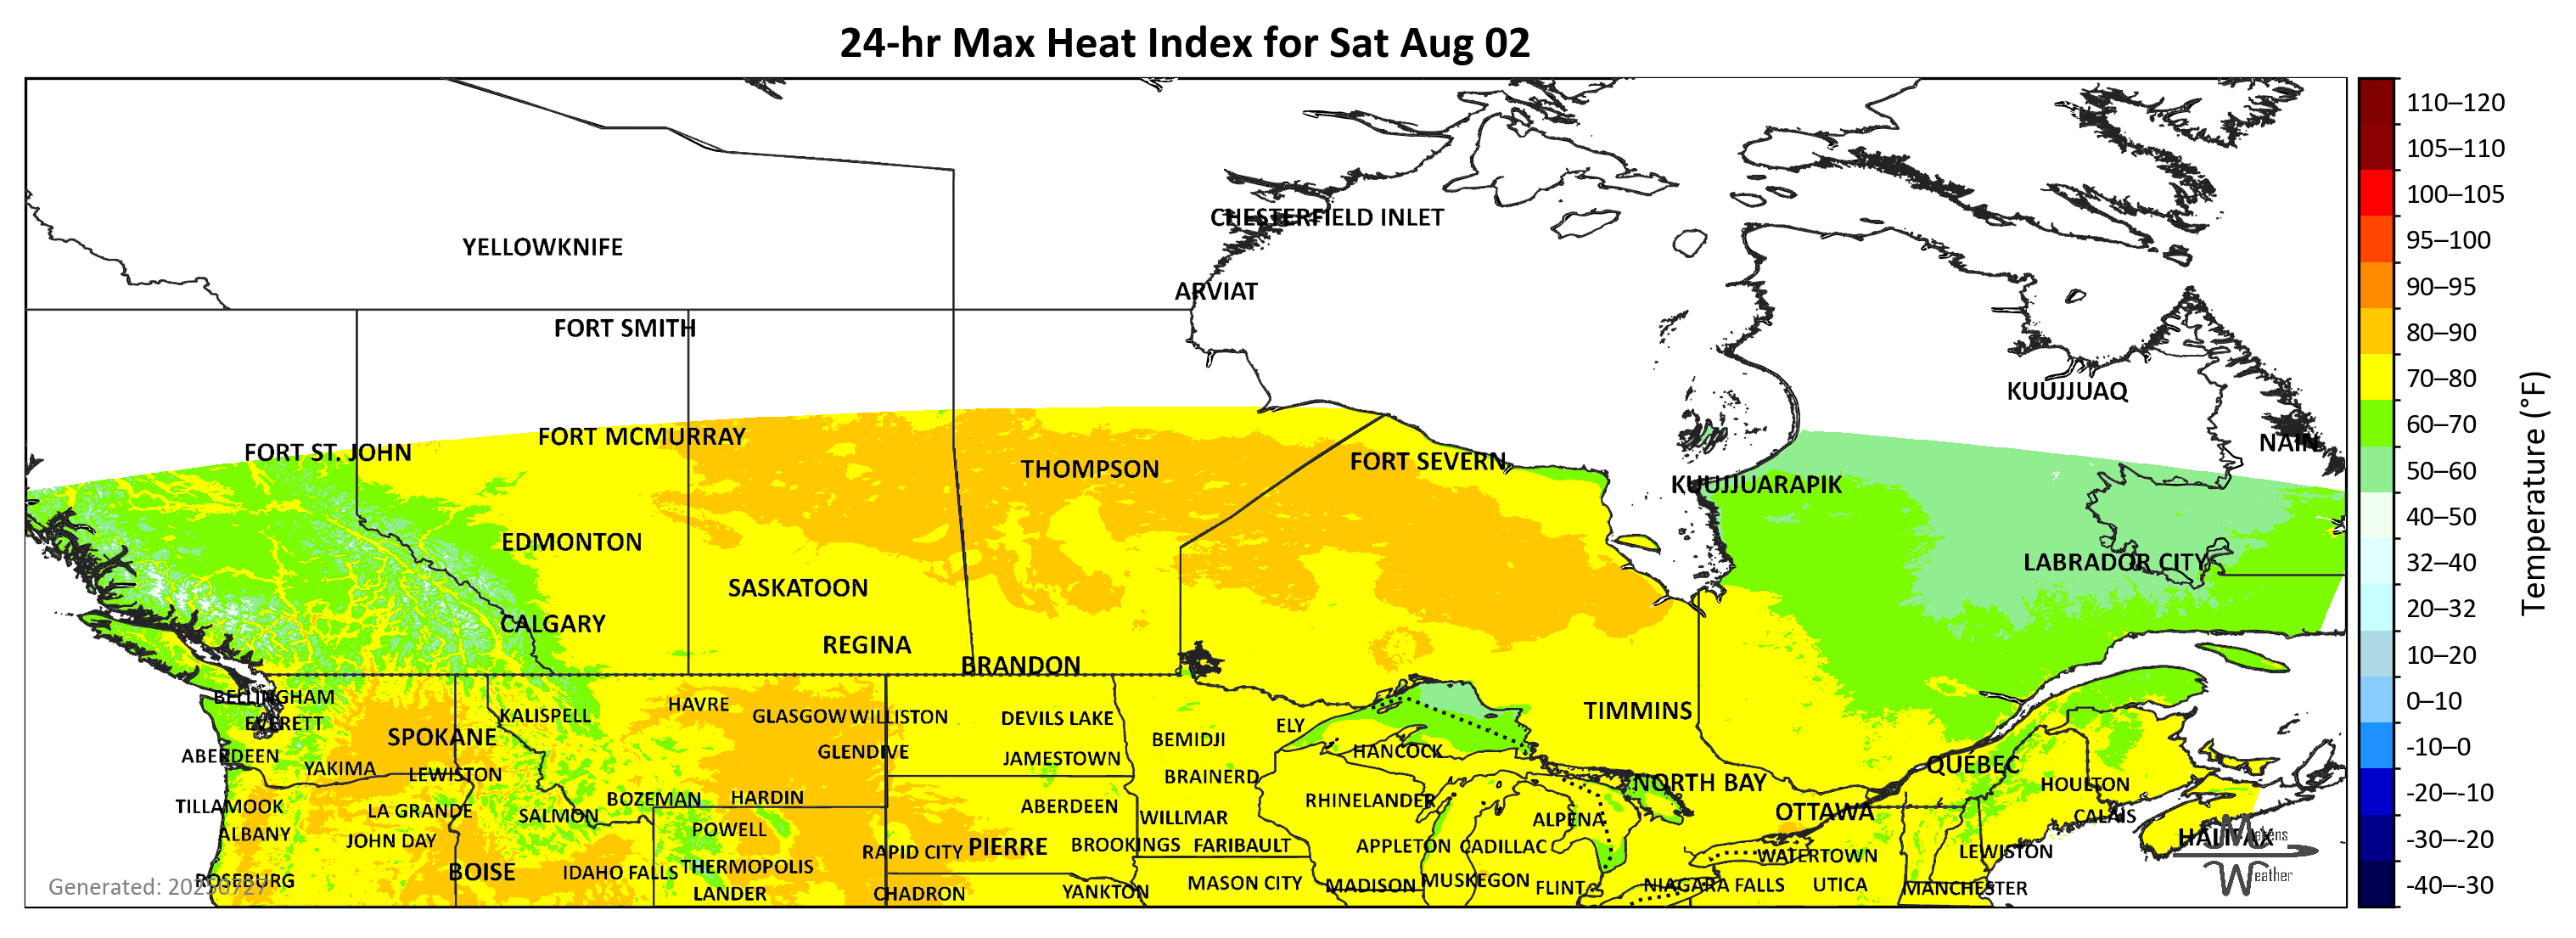 24-hr Max Heat Index for Sat Aug 02
110–120
105–110
100–105
95–100
90–95
80–90
70–80
60–70
50–60
40–50
32–40
20–32
10–20
0–10
-10–0
-20–-10
-30–-20
-40–-30
Temperature (°F)
CHESTERFIELD INLET
YELLOWKNIFE
ARVIAT
FORT SMITH
KUUJJUAQ
FORT MCMURRAY
NAIN
FORT ST. JOHN
FORT SEVERN
THOMPSON
KUUJJUARAPIK
EDMONTON
LABRADOR CITY
SASKATOON
CALGARY
REGINA
BRANDON
BELLINGHAM
HAVRE
TIMMINS
KALISPELL
GLASGOW
WILLISTON
DEVILS LAKE
EVERETT
ELY
SPOKANE
BEMIDJI
GLENDIVE
HANCOCK
ABERDEEN
JAMESTOWN
QUÉBEC
YAKIMA
LEWISTON
BRAINERD
NORTH BAY
HOULTON
BOZEMAN
HARDIN
RHINELANDER
TILLAMOOK
LA GRANDE
ABERDEEN
OTTAWA
SALMON
WILLMAR
CALAIS
ALPENA
POWELL
ALBANY
JOHN DAY
HALIFAX
PIERRE
BROOKINGS
FARIBAULT
APPLETON
CADILLAC
RAPID CITY
LEWISTON
WATERTOWN
THERMOPOLIS
BOISE
IDAHO FALLS
ROSEBURG
MUSKEGON
MASON CITY
MADISON
NIAGARA FALLS
UTICA
FLINT
MANCHESTER
LANDER
CHADRON
YANKTON
Generated: 20250727
Makens
Weather